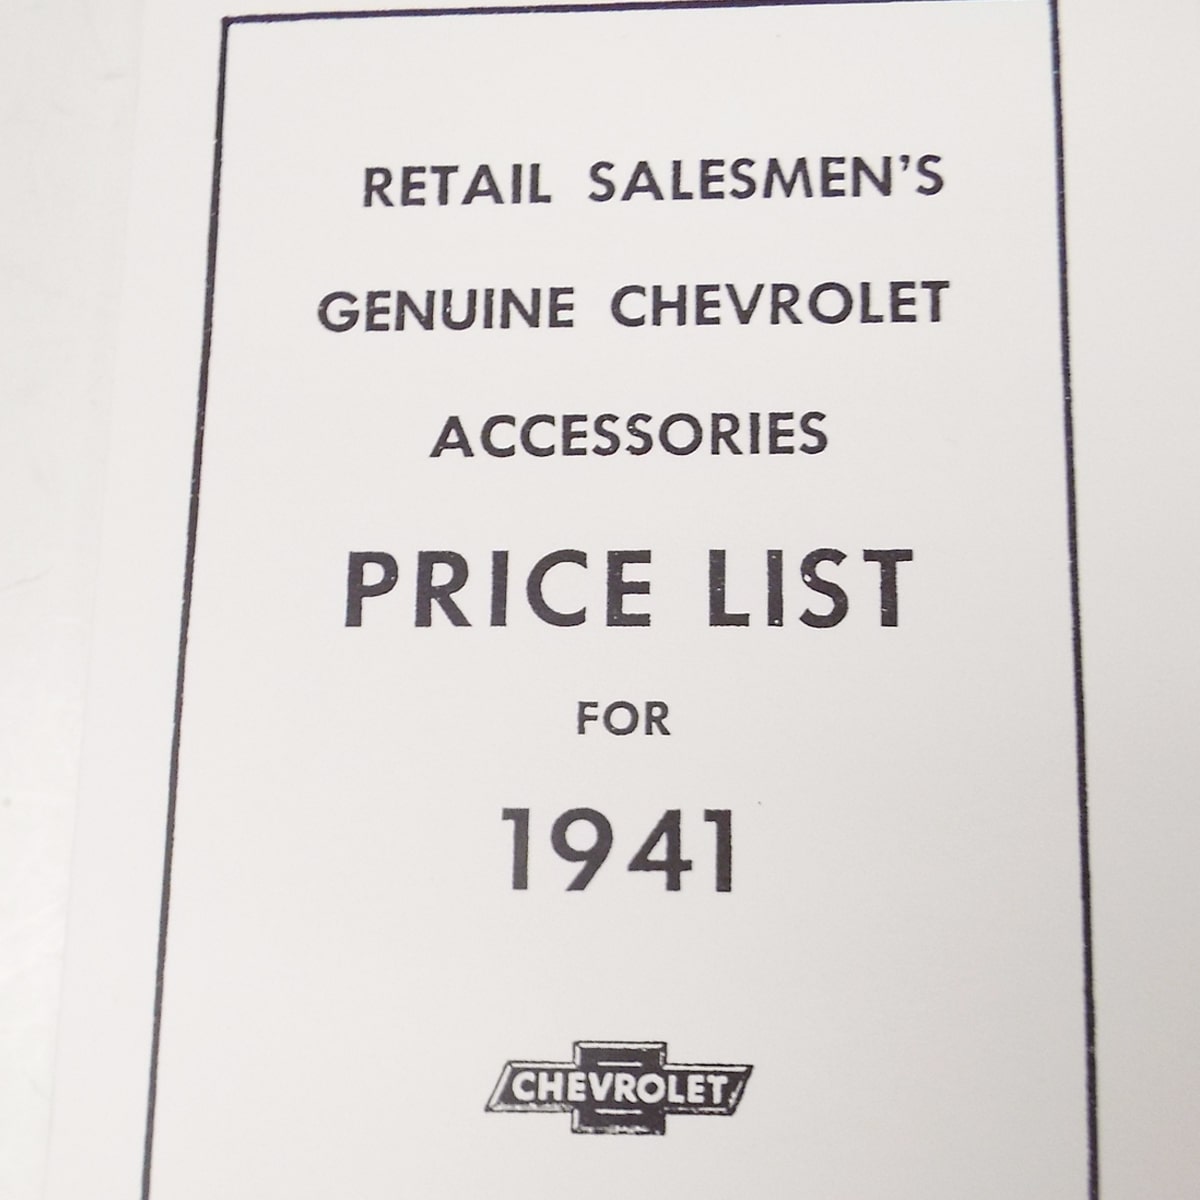 RETAIL SALESMEN'S
GENUINE CHEVROLET
ACCESSORIES
PRICE LIST
FOR
1941
CHEVROLET